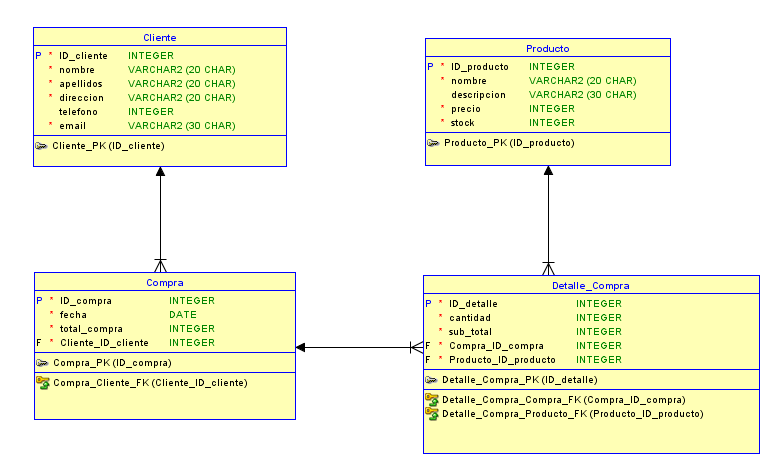 Cliente
P * ID_cliente INTEGER
* nombre VARCHAR2 (20 CHAR)
* apellidos VARCHAR2 (20 CHAR)
* direccion VARCHAR2 (20 CHAR)
telefono INTEGER
* email VARCHAR2 (30 CHAR)
Cliente_PK (ID_cliente)
Producto
P * ID_producto INTEGER
* nombre VARCHAR2 (20 CHAR)
descripcion VARCHAR2 (30 CHAR)
* precio INTEGER
* stock INTEGER
Producto_PK (ID_producto)
Compra
P * ID_compra INTEGER
* fecha DATE
* total_compra INTEGER
F * Cliente_ID_cliente INTEGER
Compra_PK (ID_compra)
Compra_Cliente_FK (Cliente_ID_cliente)
Detalle_Compra
P * ID_detalle INTEGER
* cantidad INTEGER
* sub_total INTEGER
F * Compra_ID_compra INTEGER
F * Producto_ID_producto INTEGER
Detalle_Compra_PK (ID_detalle)
Detalle_Compra_Compra_FK (Compra_ID_compra)
Detalle_Compra_Producto_FK (Producto_ID_producto)